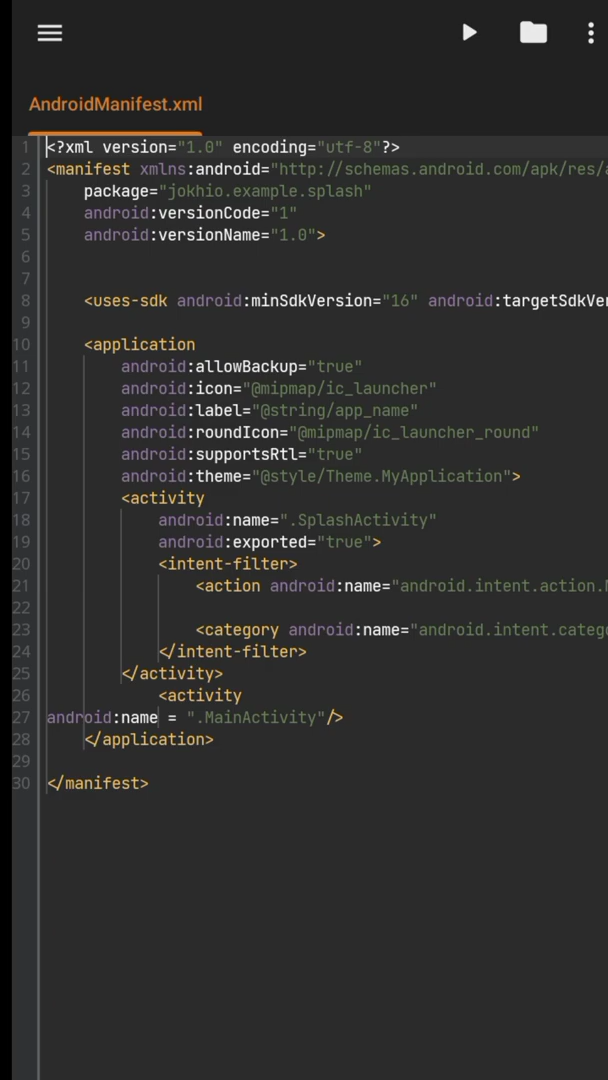 AndroidManifest.xml
1 <?xml version="1.0" encoding="utf-8"?>
2 <manifest xmlns:android="http://schemas.android.com/apk/res/a
3 package="jokhio.example.splash"
4 android:versionCode="1"
5 android:versionName="1.0">
6
7
8 <uses-sdk android:minSdkVersion="16" android:targetSdkVer
9
10 <application
11 android:allowBackup="true"
12 android:icon="@mipmap/ic_launcher"
13 android:label="@string/app_name"
14 android:roundIcon="@mipmap/ic_launcher_round"
15 android:supportsRtl="true"
16 android:theme="@style/Theme.MyApplication">
17 <activity
18 android:name=".SplashActivity"
19 android:exported="true">
20 <intent-filter>
21 <action android:name="android.intent.action.M
22
23 <category android:name="android.intent.catego
24 </intent-filter>
25 </activity>
26 <activity
27 android:name = ".MainActivity"/>
28 </application>
29
30 </manifest>